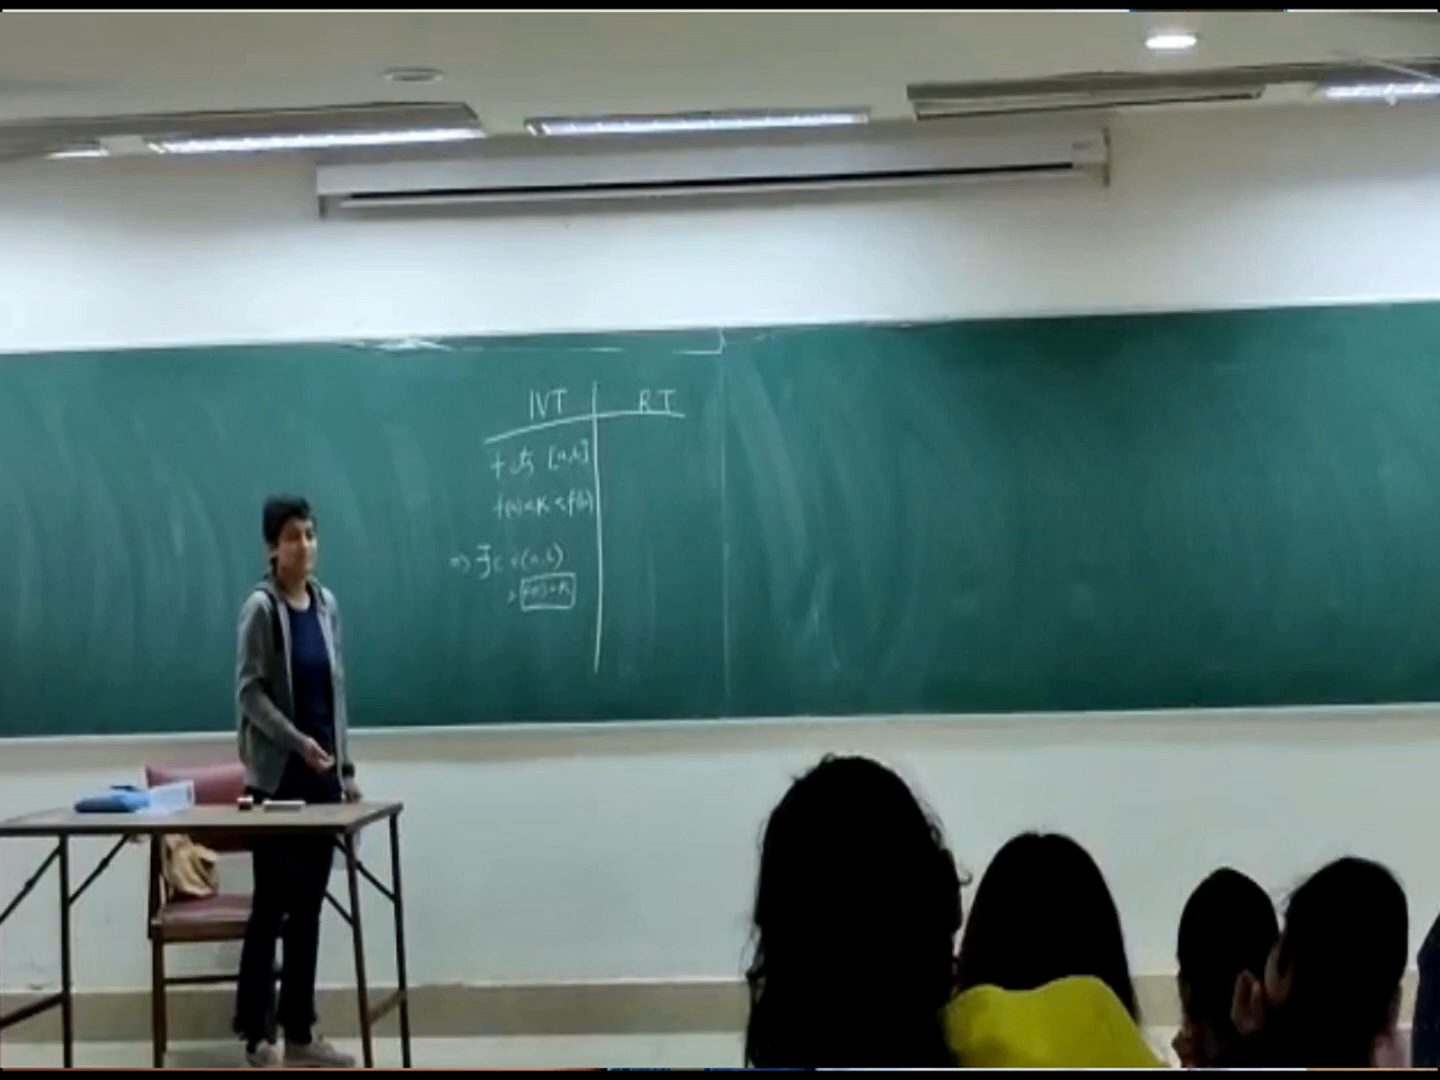 IVT | RT
f cts [a,b]
f(a) < K < f(b)
⇒ ∃ c ∈ (a,b)
∋ f(c) = K